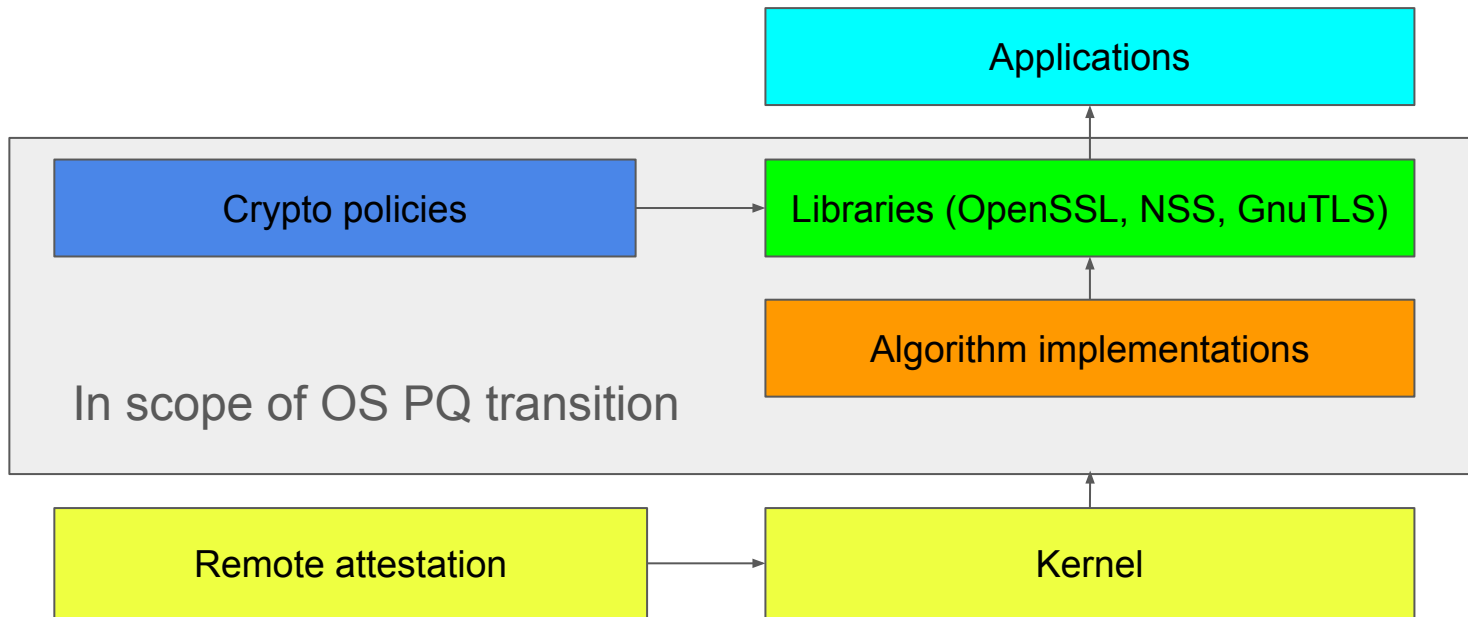 Applications
Crypto policies
Libraries (OpenSSL, NSS, GnuTLS)
Algorithm implementations
In scope of OS PQ transition
Remote attestation
Kernel